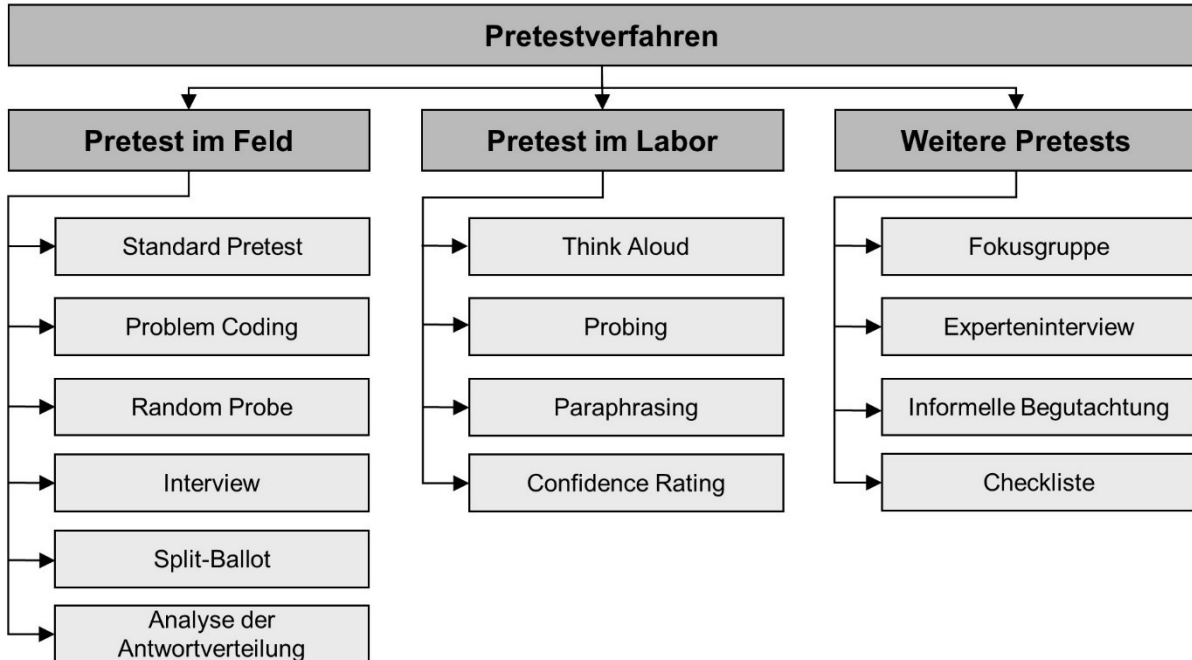 Pretestverfahren
Pretest im Feld
Standard Pretest
Problem Coding
Random Probe
Interview
Split-Ballot
Analyse der
Antwortverteilung
Pretest im Labor
Think Aloud
Probing
Paraphrasing
Confidence Rating
Weitere Pretests
Fokusgruppe
Experteninterview
Informelle Begutachtung
Checkliste